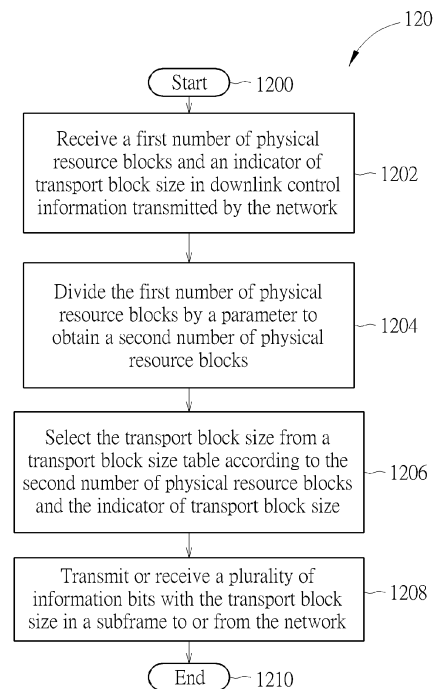 120
Start
1200
Receive a first number of physical
resource blocks and an indicator of
transport block size in downlink control
information transmitted by the network
1202
Divide the first number of physical
resource blocks by a parameter to
obtain a second number of physical
resource blocks
1204
Select the transport block size from a
transport block size table according to the
second number of physical resource blocks
and the indicator of transport block size
1206
Transmit or receive a plurality of
information bits with the transport block
size in a subframe to or from the network
1208
End
1210